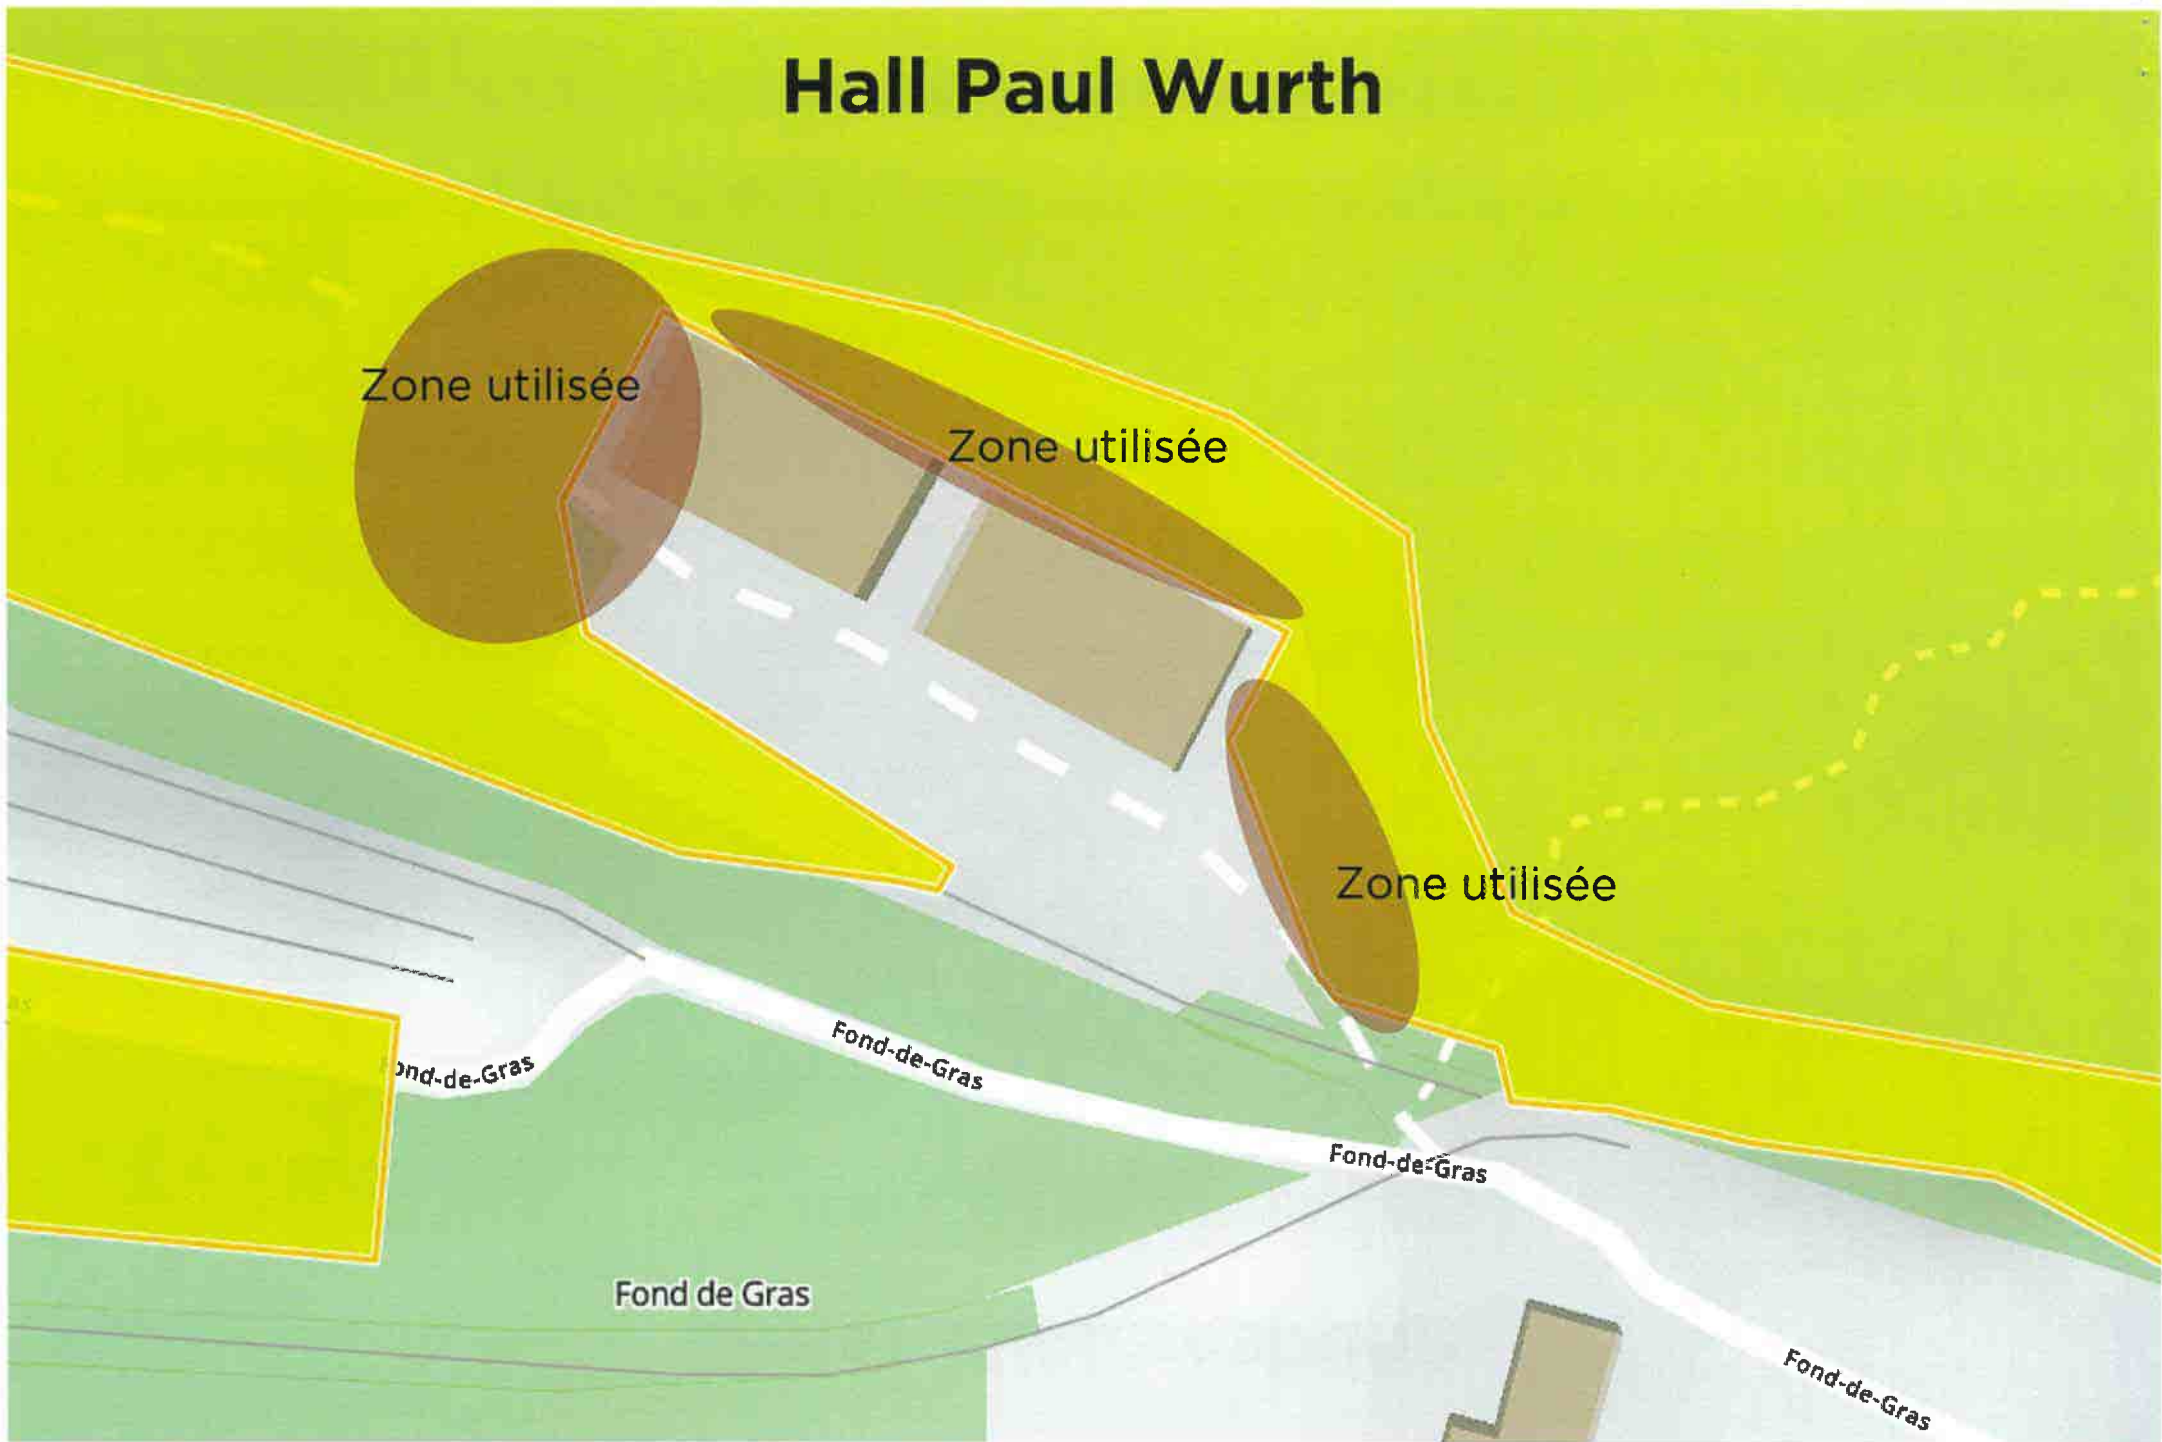 Hall Paul Wurth
Zone utilisée
Zone utilisée
Zone utilisée
Fond-de-Gras
ond-de-Gras
Fond-de-Gras
Fond de Gras
Fond-de-Gras